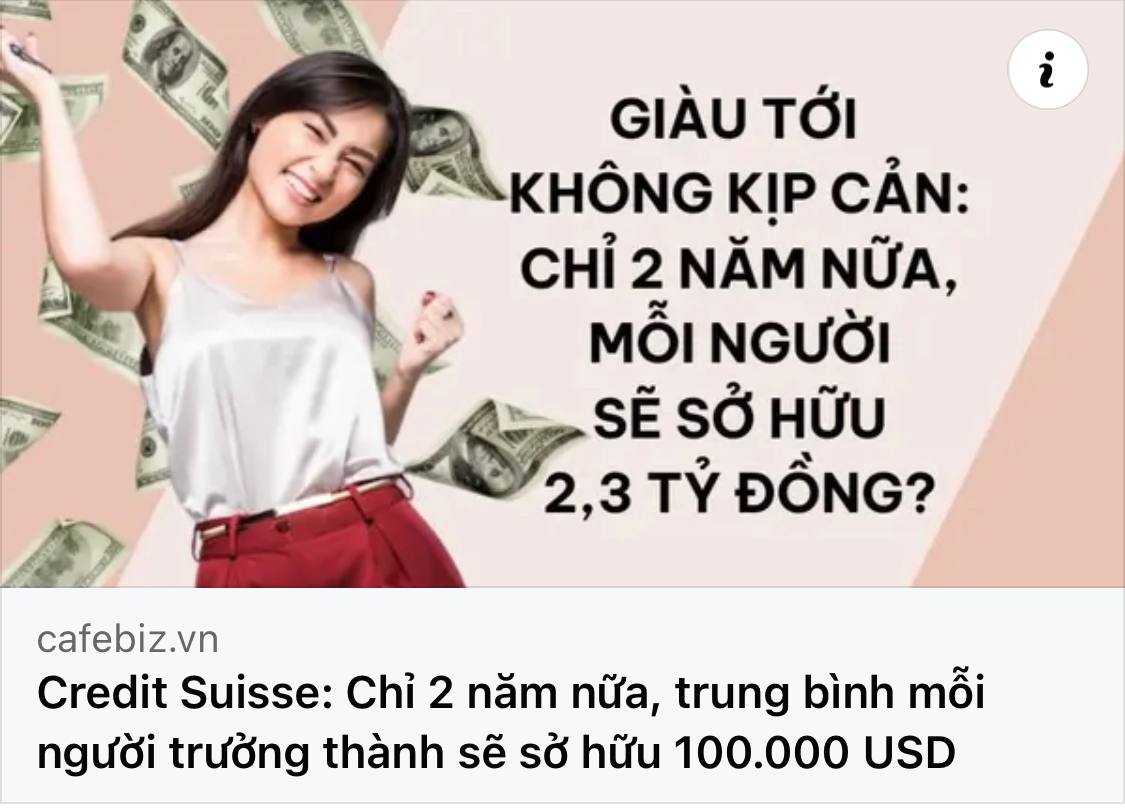 i
GIÀU TỚI
KHÔNG KỊP CẢN:
CHỈ 2 NĂM NỮA,
MỖI NGƯỜI
SẼ SỞ HỮU
2,3 TỶ ĐỒNG?
cafebiz.vn
Credit Suisse: Chỉ 2 năm nữa, trung bình mỗi
người trưởng thành sẽ sở hữu 100.000 USD